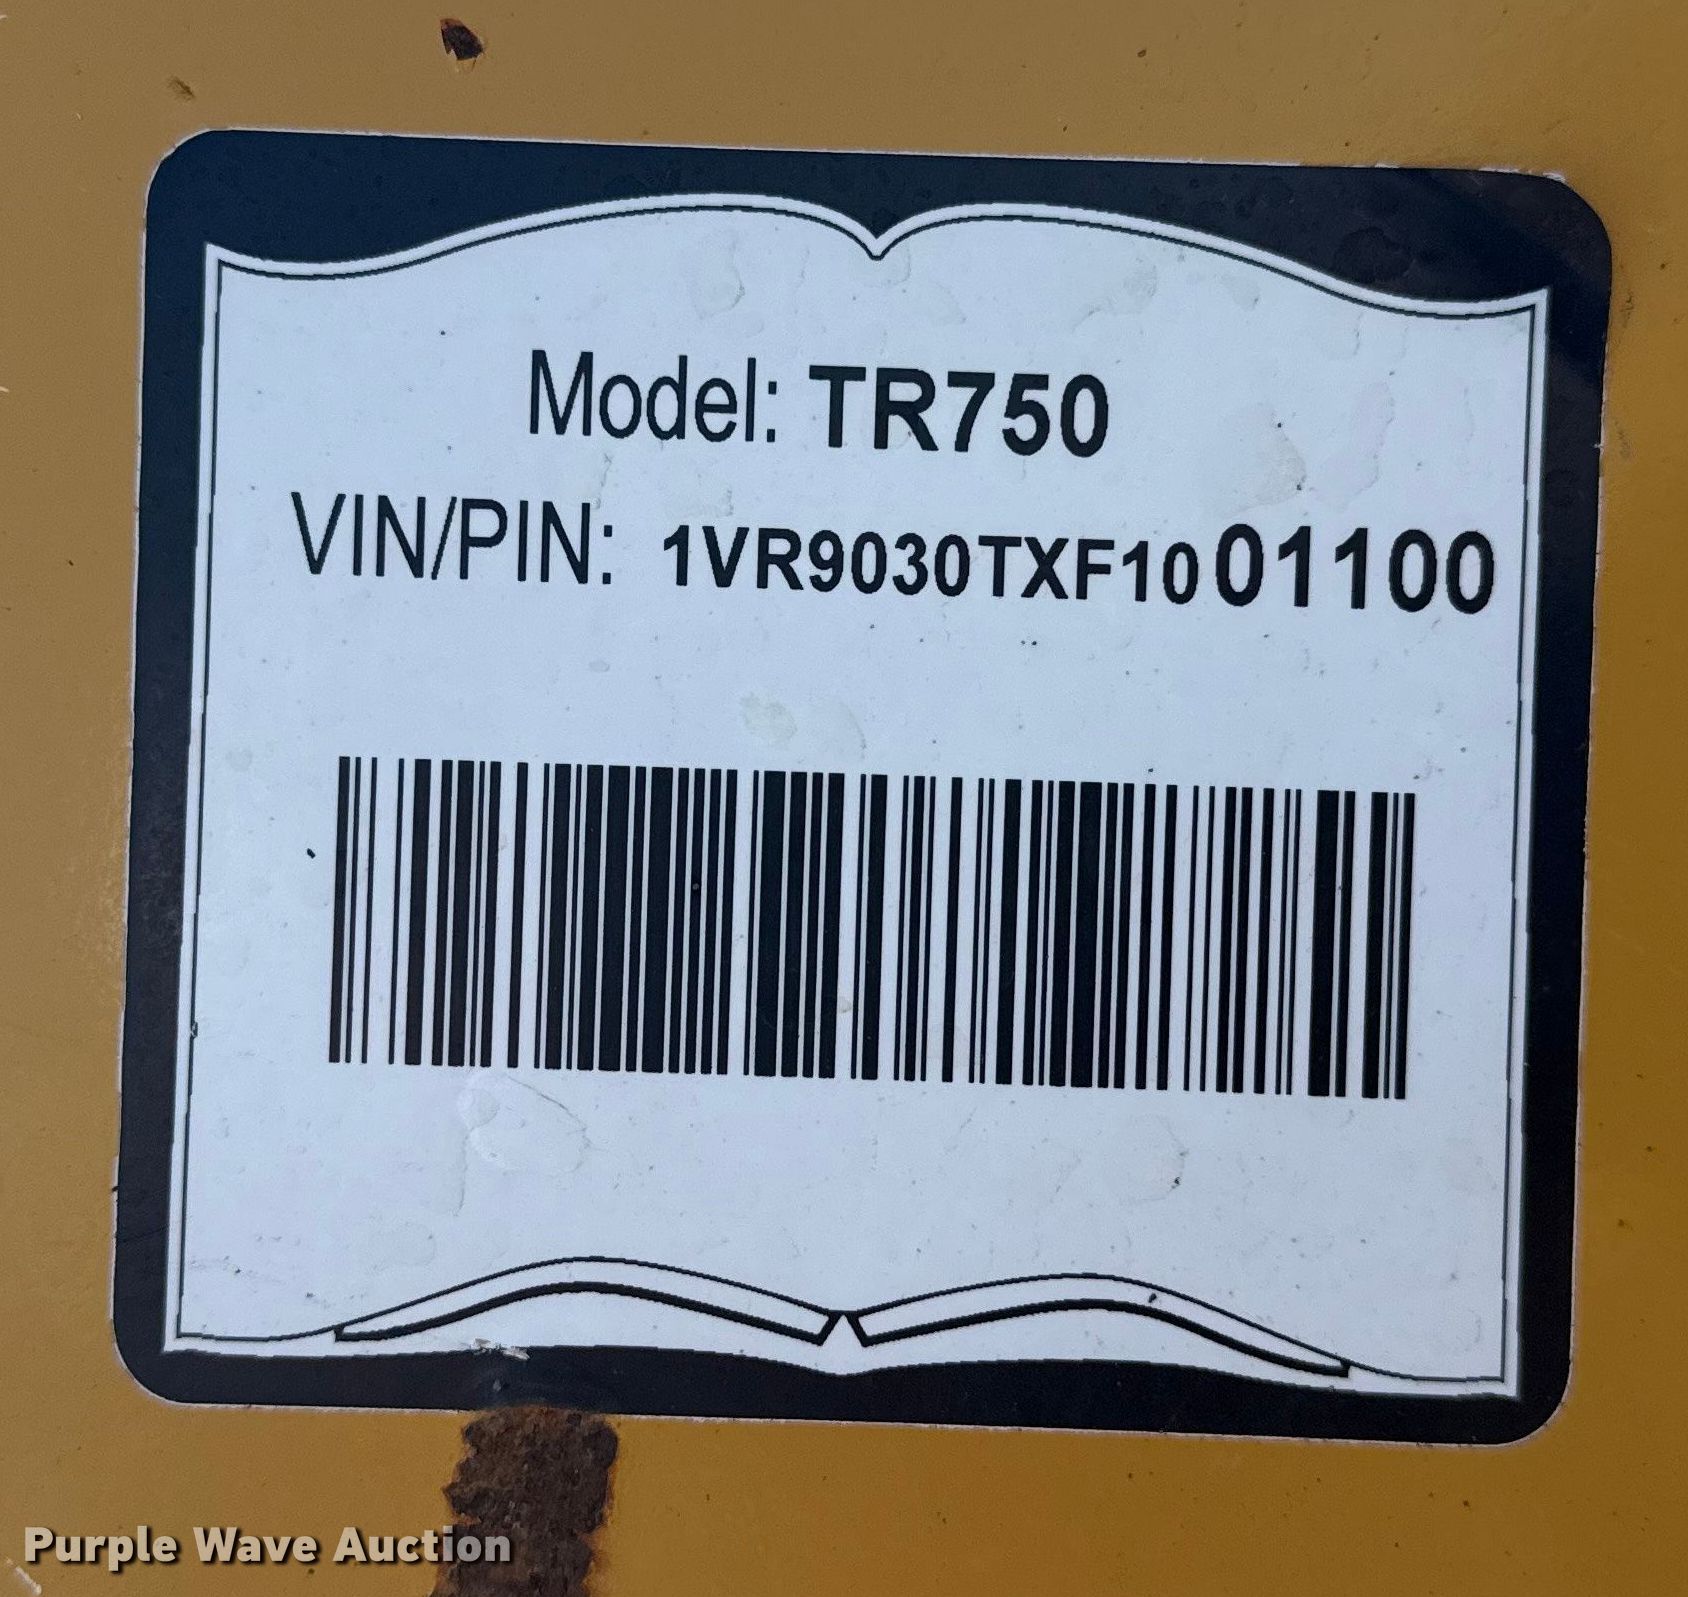 Model: TR750
VIN/PIN: 1VR9030TXF1001100
Purple Wave Auction